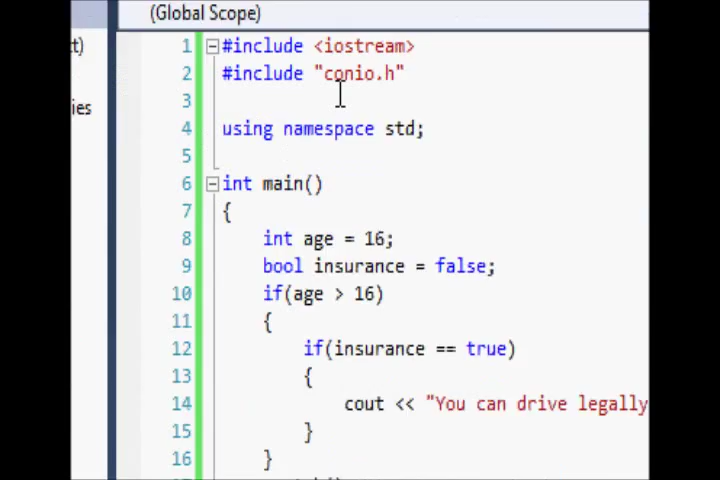 (Global Scope)
t)
1 #include <iostream>
2 #include "conio.h"
ies
3
4 using namespace std;
5
6 int main()
7 {
8 int age = 16;
9 bool insurance = false;
10 if(age > 16)
11 {
12 if(insurance == true)
13 {
14 cout << "You can drive legally
15 }
16 }